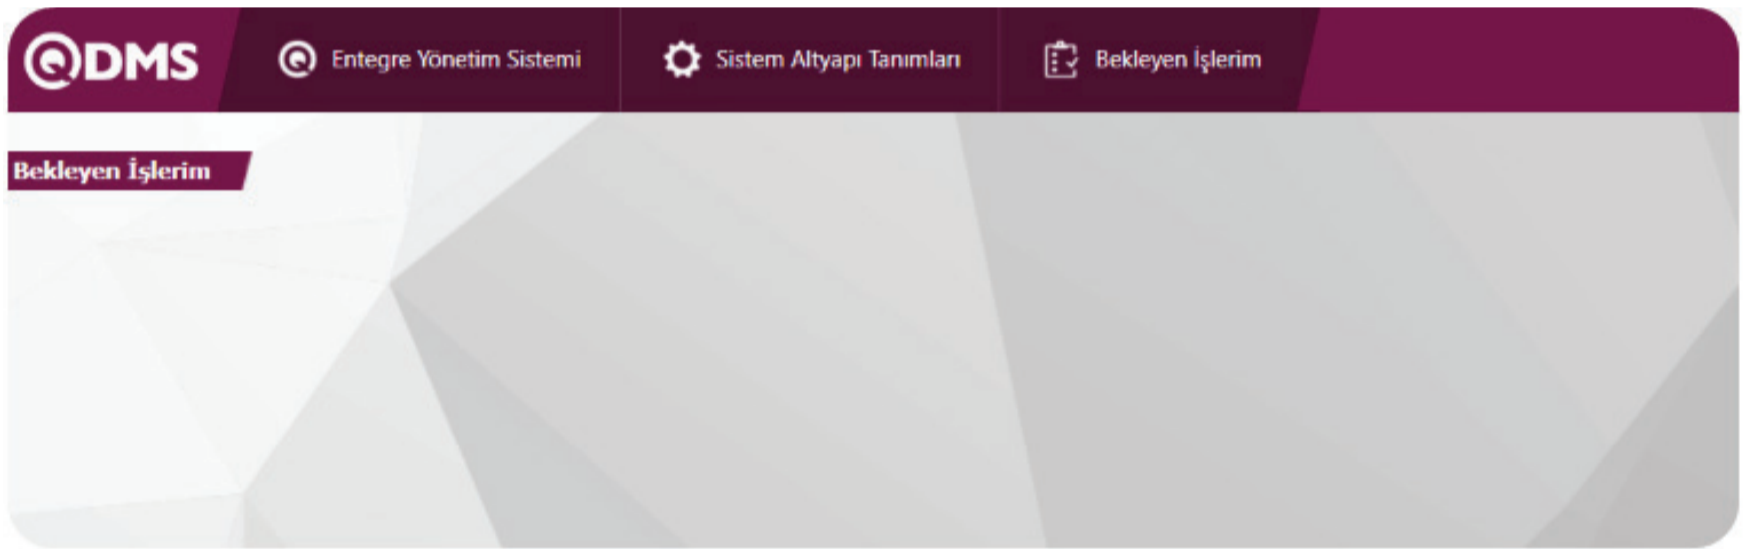 QDMS
Entegre Yönetim Sistemi
Sistem Altyapı Tanımları
Bekleyen İşlerim
Bekleyen İşlerim